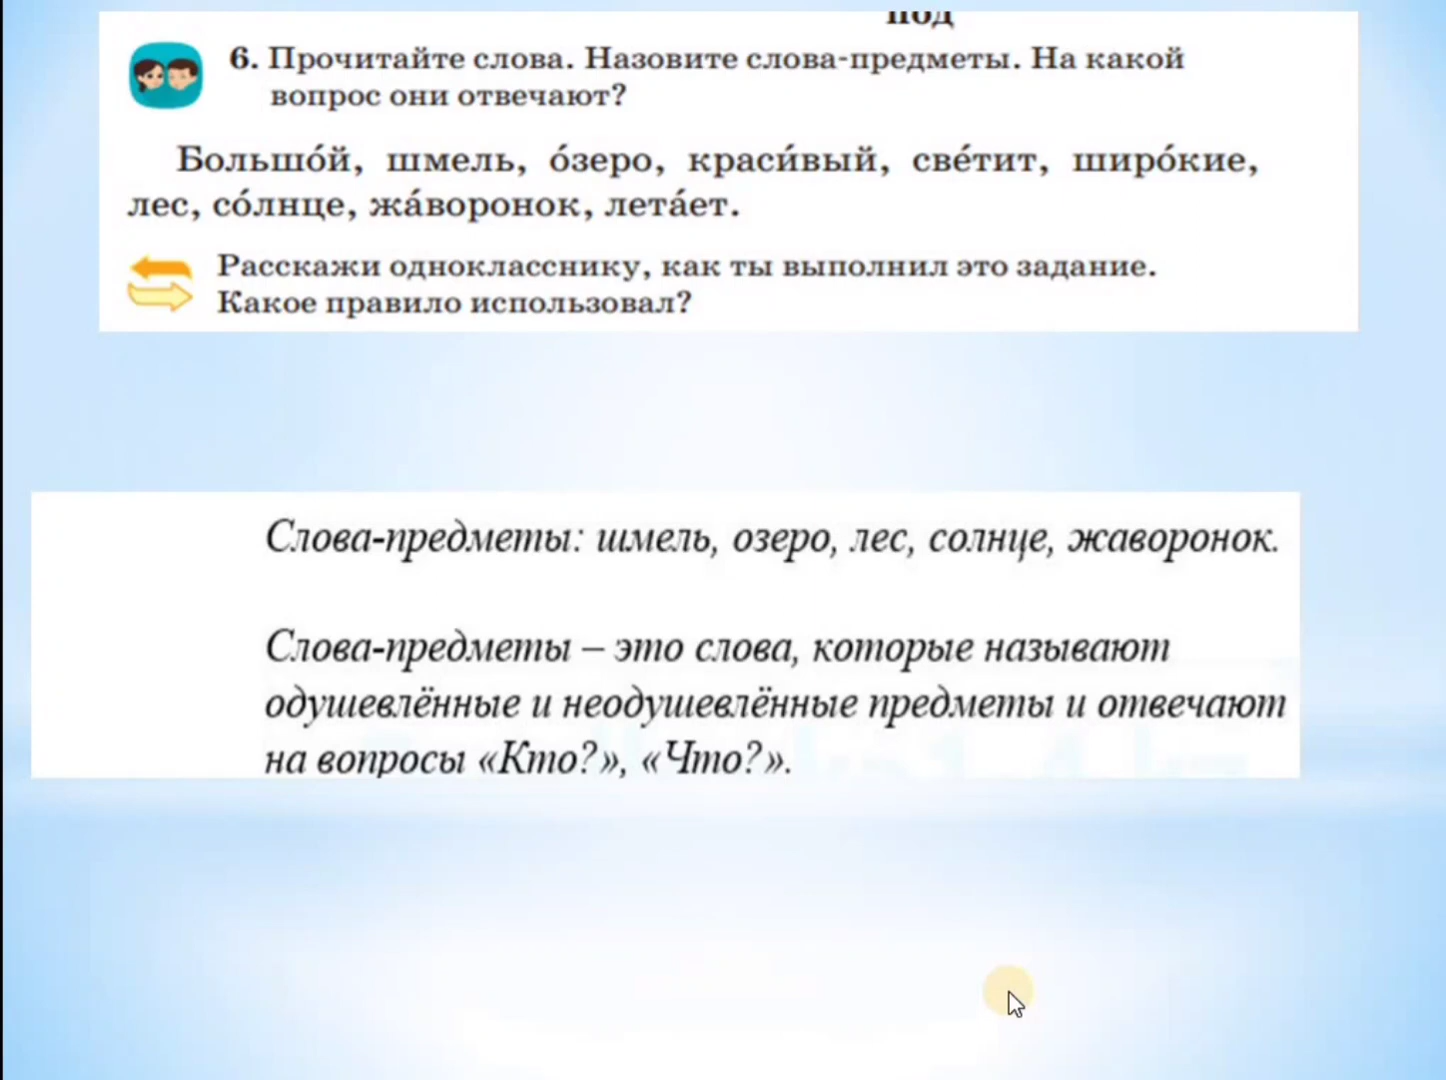 под
6. Прочитайте слова. Назовите слова-предметы. На какой
вопрос они отвечают?
Большо́й, шмель, о́зеро, краси́вый, све́тит, широ́кие,
лес, со́лнце, жа́воронок, лета́ет.
Расскажи однокласснику, как ты выполнил это задание.
Какое правило использовал?
Слова-предметы: шмель, озеро, лес, солнце, жаворонок.
Слова-предметы – это слова, которые называют
одушевлённые и неодушевлённые предметы и отвечают
на вопросы «Кто?», «Что?».